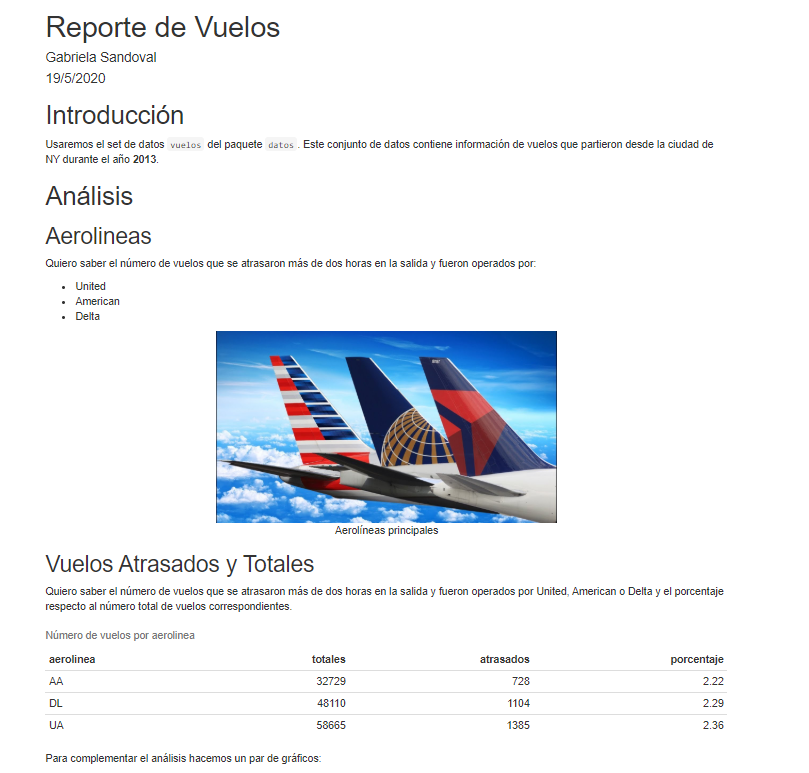 Reporte de Vuelos
Gabriela Sandoval
19/5/2020
Introducción
Usaremos el set de datos vuelos del paquete datos. Este conjunto de datos contiene información de vuelos que partieron desde la ciudad de
NY durante el año 2013.
Análisis
Aerolineas
Quiero saber el número de vuelos que se atrasaron más de dos horas en la salida y fueron operados por:
• United
• American
• Delta
Aerolíneas principales
Vuelos Atrasados y Totales
Quiero saber el número de vuelos que se atrasaron más de dos horas en la salida y fueron operados por United, American o Delta y el porcentaje
respecto al número total de vuelos correspondientes.
Número de vuelos por aerolinea
aerolinea totales atrasados porcentaje
AA 32729 728 2.22
DL 48110 1104 2.29
UA 58665 1385 2.36
Para complementar el análisis hacemos un par de gráficos: